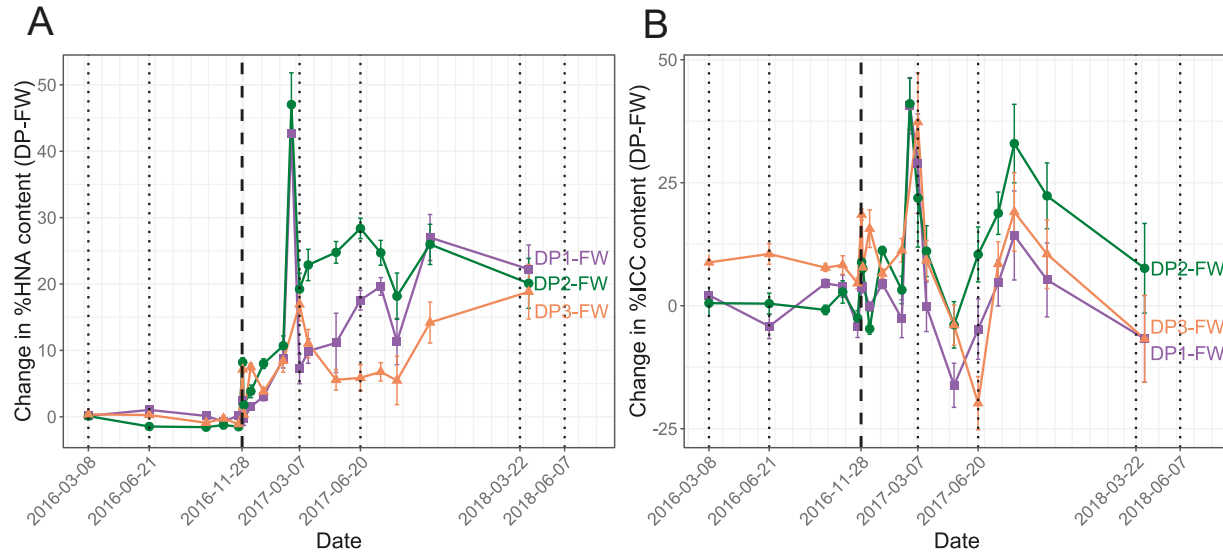 A
Change in %HNA content (DP-FW)
50
40
30
20
10
0
DP1-FW
DP2-FW
DP3-FW
2016-03-08
2016-06-21
2016-11-28
2017-03-07
2017-06-20
2018-03-22
2018-06-07
Date
B
Change in %ICC content (DP-FW)
50
25
0
-25
DP2-FW
DP3-FW
DP1-FW
2016-03-08
2016-06-21
2016-11-28
2017-03-07
2017-06-20
2018-03-22
2018-06-07
Date